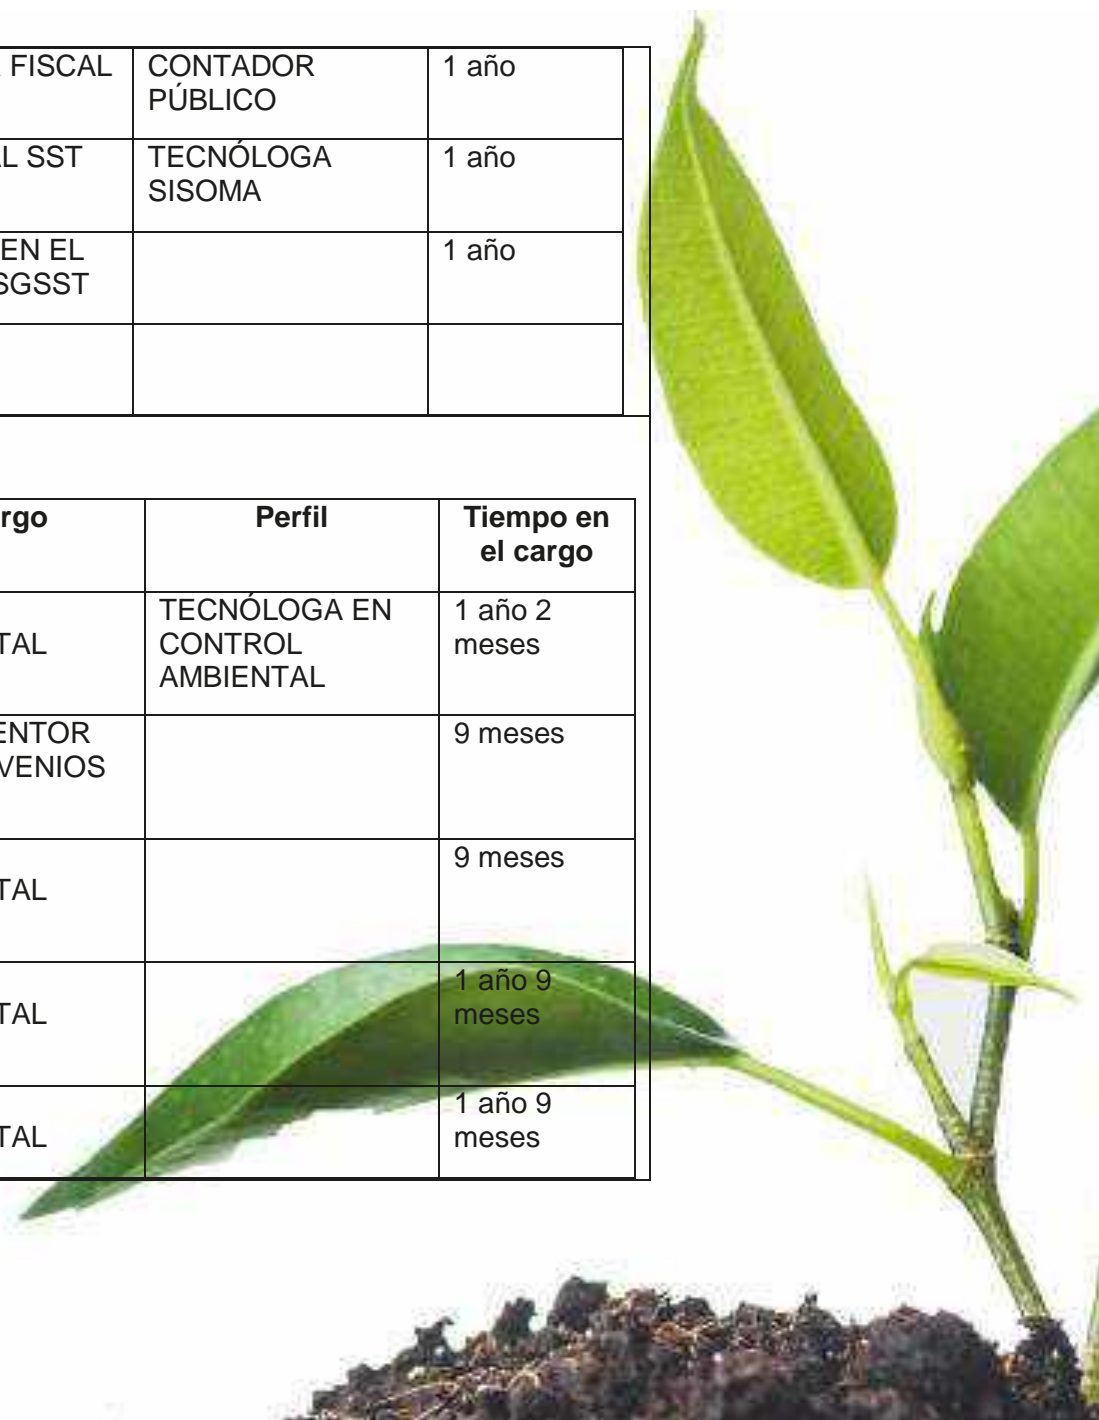 FISCAL CONTADOR 1 año
PÚBLICO
L SST TECNÓLOGA 1 año
SISOMA
EN EL 1 año
SGSST
rgo Perfil Tiempo en
el cargo
TECNÓLOGA EN 1 año 2
TAL CONTROL meses
AMBIENTAL
ENTOR 9 meses
VENIOS
9 meses
TAL
1 año 9
TAL meses
1 año 9
TAL meses